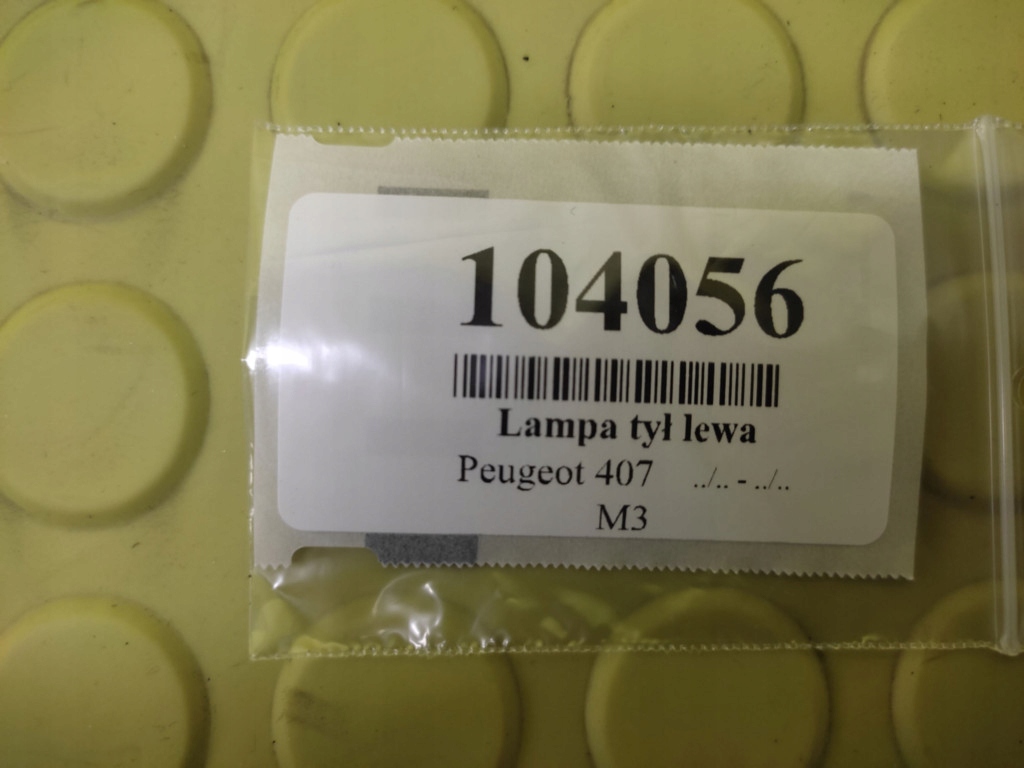 104056
Lampa tył lewa
Peugeot 407 ../.. - ../..
M3